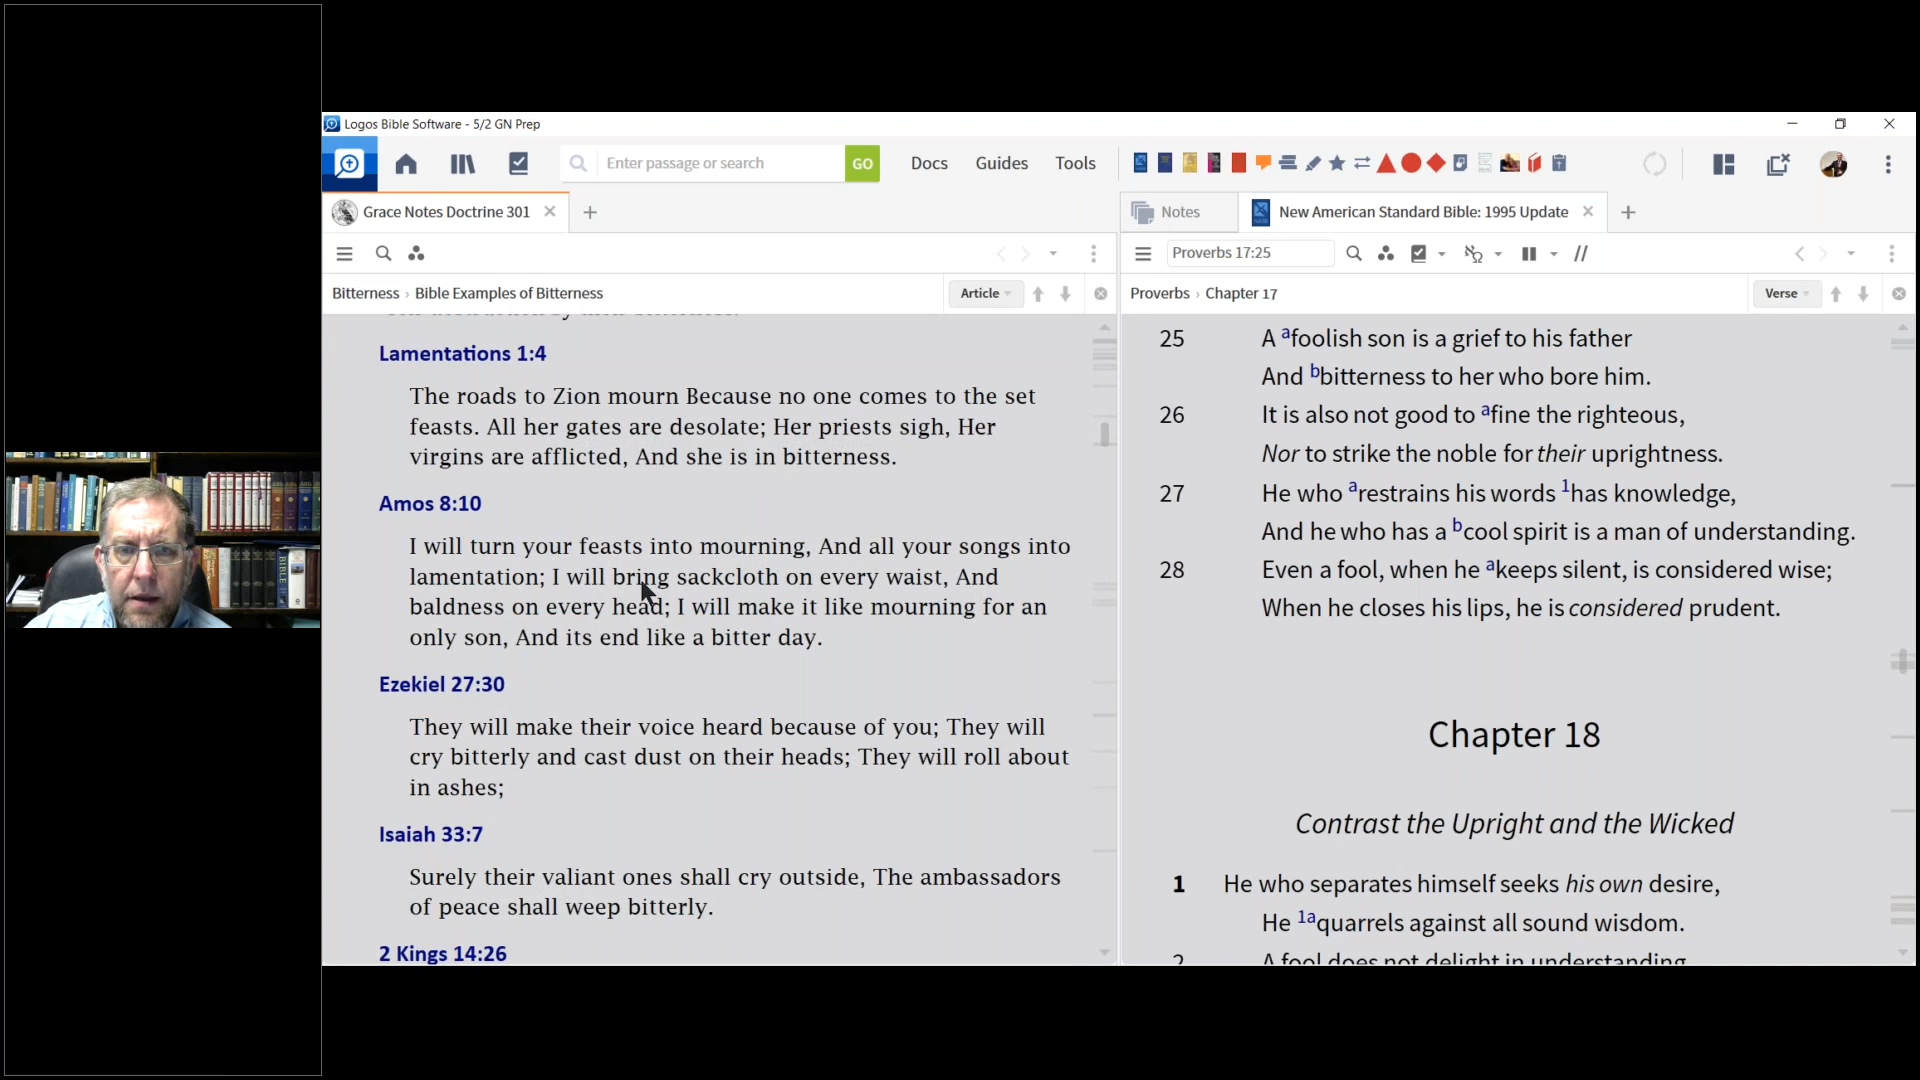 Logos Bible Software - 5/2 GN Prep
Enter passage or search
GO
Docs
Guides
Tools
Grace Notes Doctrine 301
Bitterness › Bible Examples of Bitterness
Article
Lamentations 1:4
The roads to Zion mourn Because no one comes to the set
feasts. All her gates are desolate; Her priests sigh, Her
virgins are afflicted, And she is in bitterness.
Amos 8:10
I will turn your feasts into mourning, And all your songs into
lamentation; I will bring sackcloth on every waist, And
baldness on every head; I will make it like mourning for an
only son, And its end like a bitter day.
Ezekiel 27:30
They will make their voice heard because of you; They will
cry bitterly and cast dust on their heads; They will roll about
in ashes;
Isaiah 33:7
Surely their valiant ones shall cry outside, The ambassadors
of peace shall weep bitterly.
2 Kings 14:26
Notes
New American Standard Bible: 1995 Update
Proverbs 17:25
Proverbs › Chapter 17
Verse
25 A afoolish son is a grief to his father
And bbitterness to her who bore him.
26 It is also not good to afine the righteous,
Nor to strike the noble for their uprightness.
27 He who arestrains his words 1has knowledge,
And he who has a bcool spirit is a man of understanding.
28 Even a fool, when he akeeps silent, is considered wise;
When he closes his lips, he is considered prudent.
Chapter 18
Contrast the Upright and the Wicked
1 He who separates himself seeks his own desire,
He 1aquarrels against all sound wisdom.
2 A fool does not delight in understanding
BIBLE